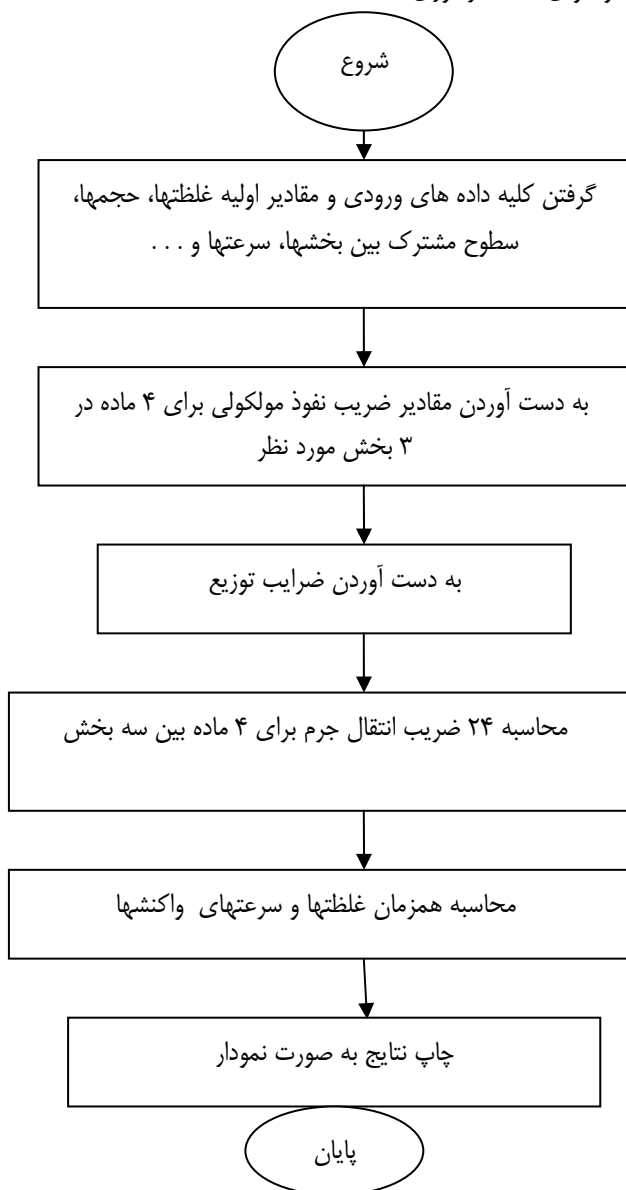 شروع
گرفتن کلیه داده های ورودی و مقادیر اولیه غلظتها، حجمها،
سطوح مشترک بین بخشها، سرعتها و . . .
به دست آوردن مقادیر ضریب نفوذ مولکولی برای ۴ ماده در
۳ بخش مورد نظر
به دست آوردن ضرایب توزیع
محاسبه ۲۴ ضریب انتقال جرم برای ۴ ماده بین سه بخش
محاسبه همزمان غلظتها و سرعتهای واکنشها
چاپ نتایج به صورت نمودار
پایان